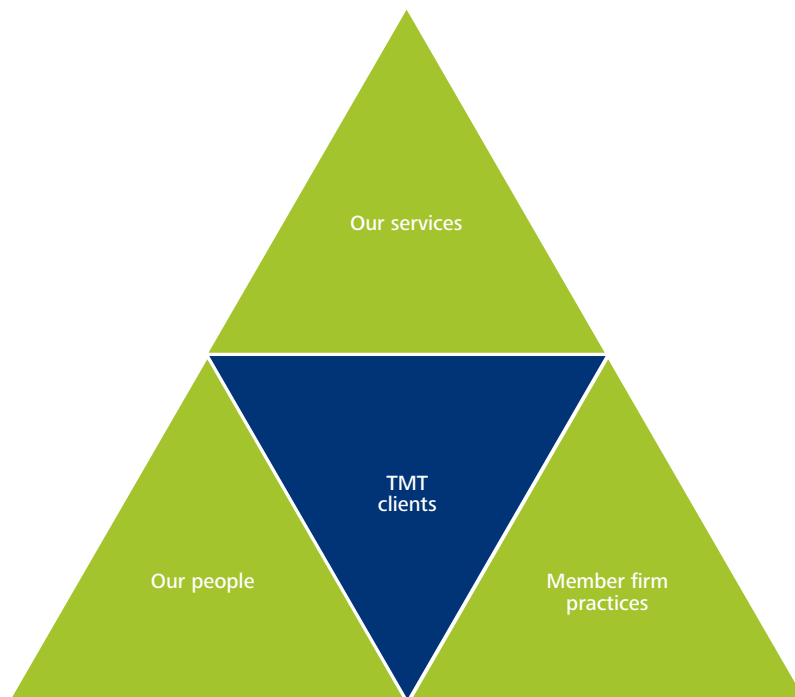 Our services
TMT
clients
Our people
Member firm
practices